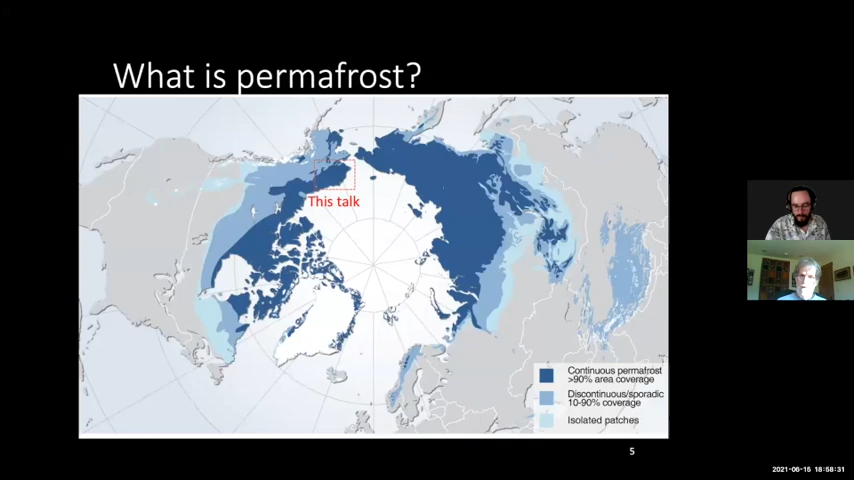 What is permafrost?
This talk
Continuous permafrost
>90% area coverage
Discontinuous/sporadic
10-90% coverage
Isolated patches
5
2021-06-15 18:58:31